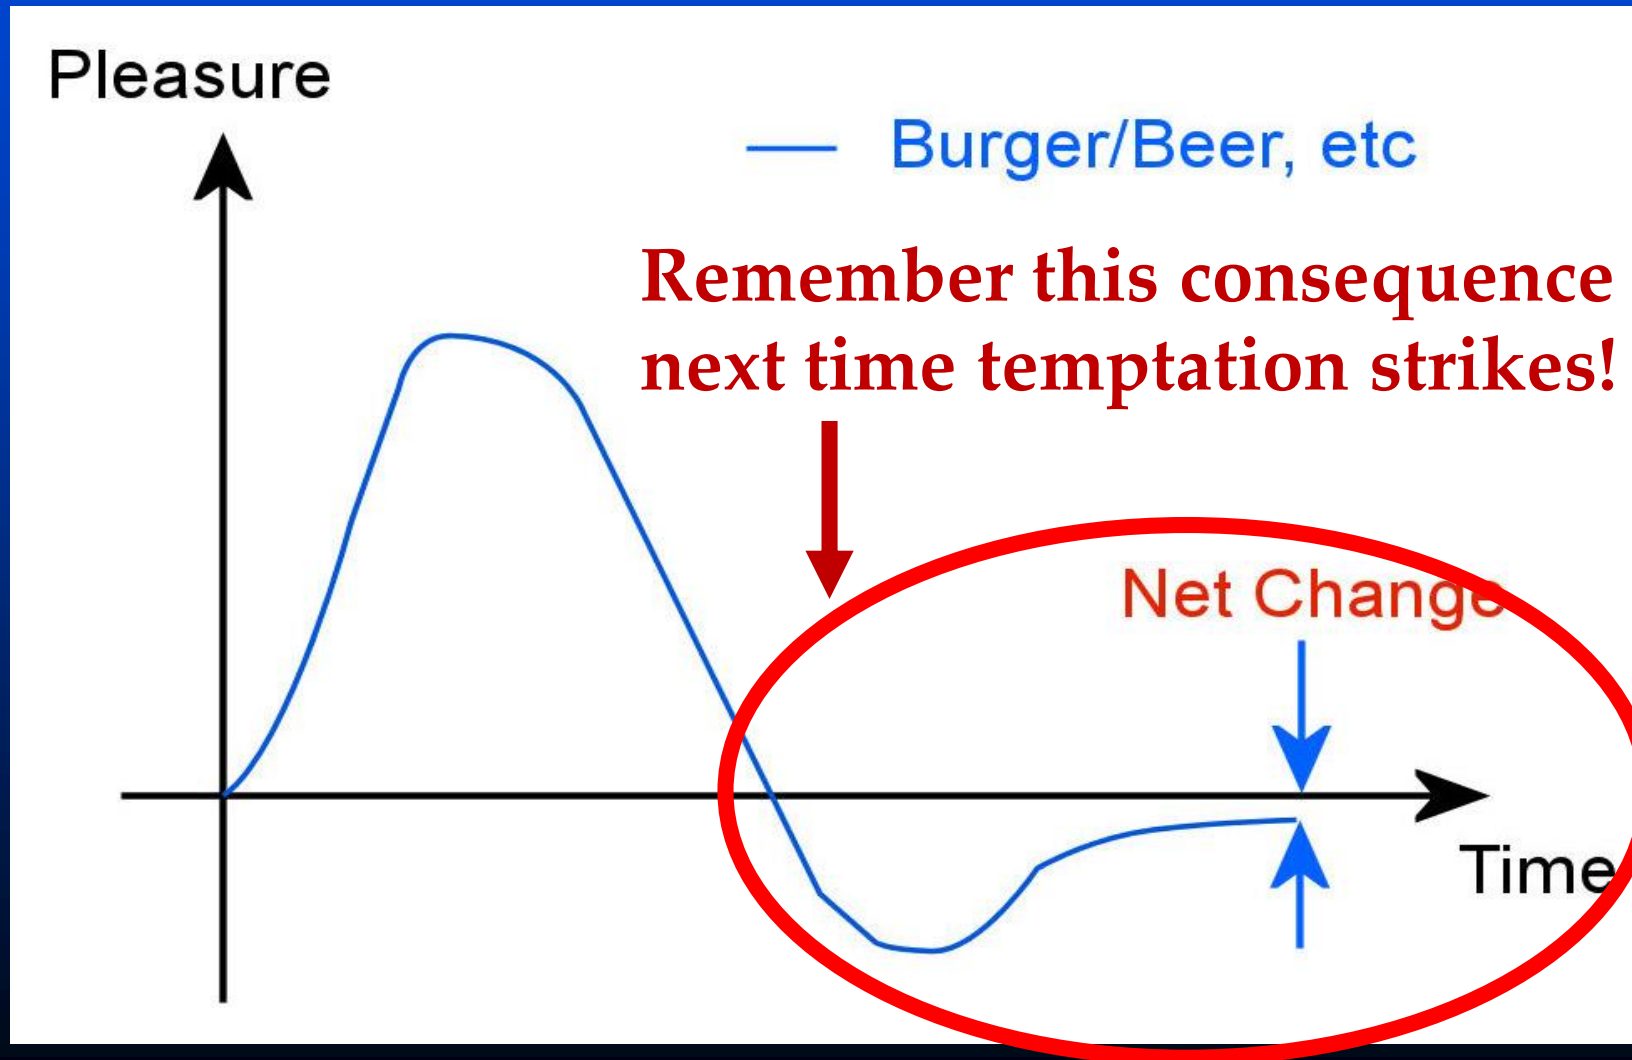 Pleasure
Burger/Beer, etc
Remember this consequence
next time temptation strikes!
Net Change
Time